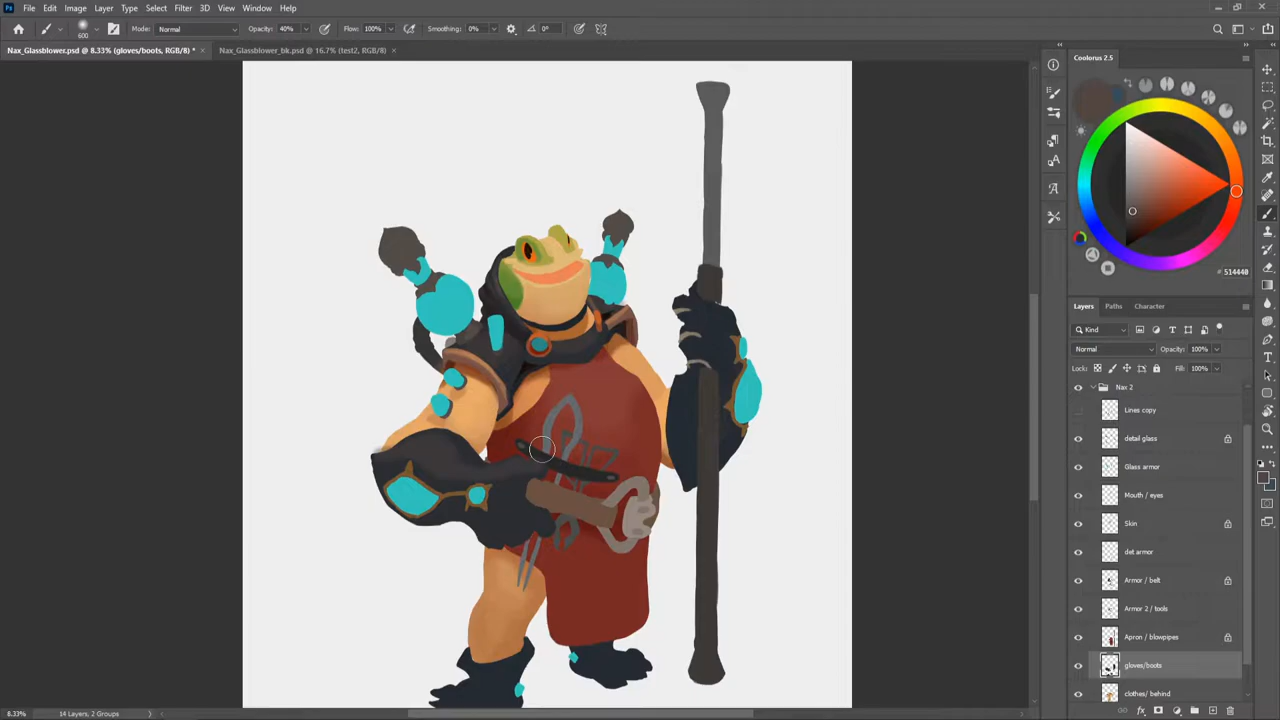 File Edit Image Layer Type Select Filter 3D View Window Help
600 Mode: Normal Opacity: 40% Flow: 100% Smoothing: 0% 0°
Nax_Glassblower.psd @ 8.33% (gloves/boots, RGB/8) * × Nax_Glassblower_bk.psd @ 16.7% (test2, RGB/8) ×
Coolorus 2.5
514440
Layers Paths Character
Kind
Normal Opacity: 100%
Lock: Fill: 100%
Nax 2
Lines copy
detail glass
Glass armor
Mouth / eyes
Skin
det armor
Armor / belt
Armor 2 / tools
Apron / blowpipes
gloves/boots
clothes/ behind
8.33% 14 Layers, 2 Groups